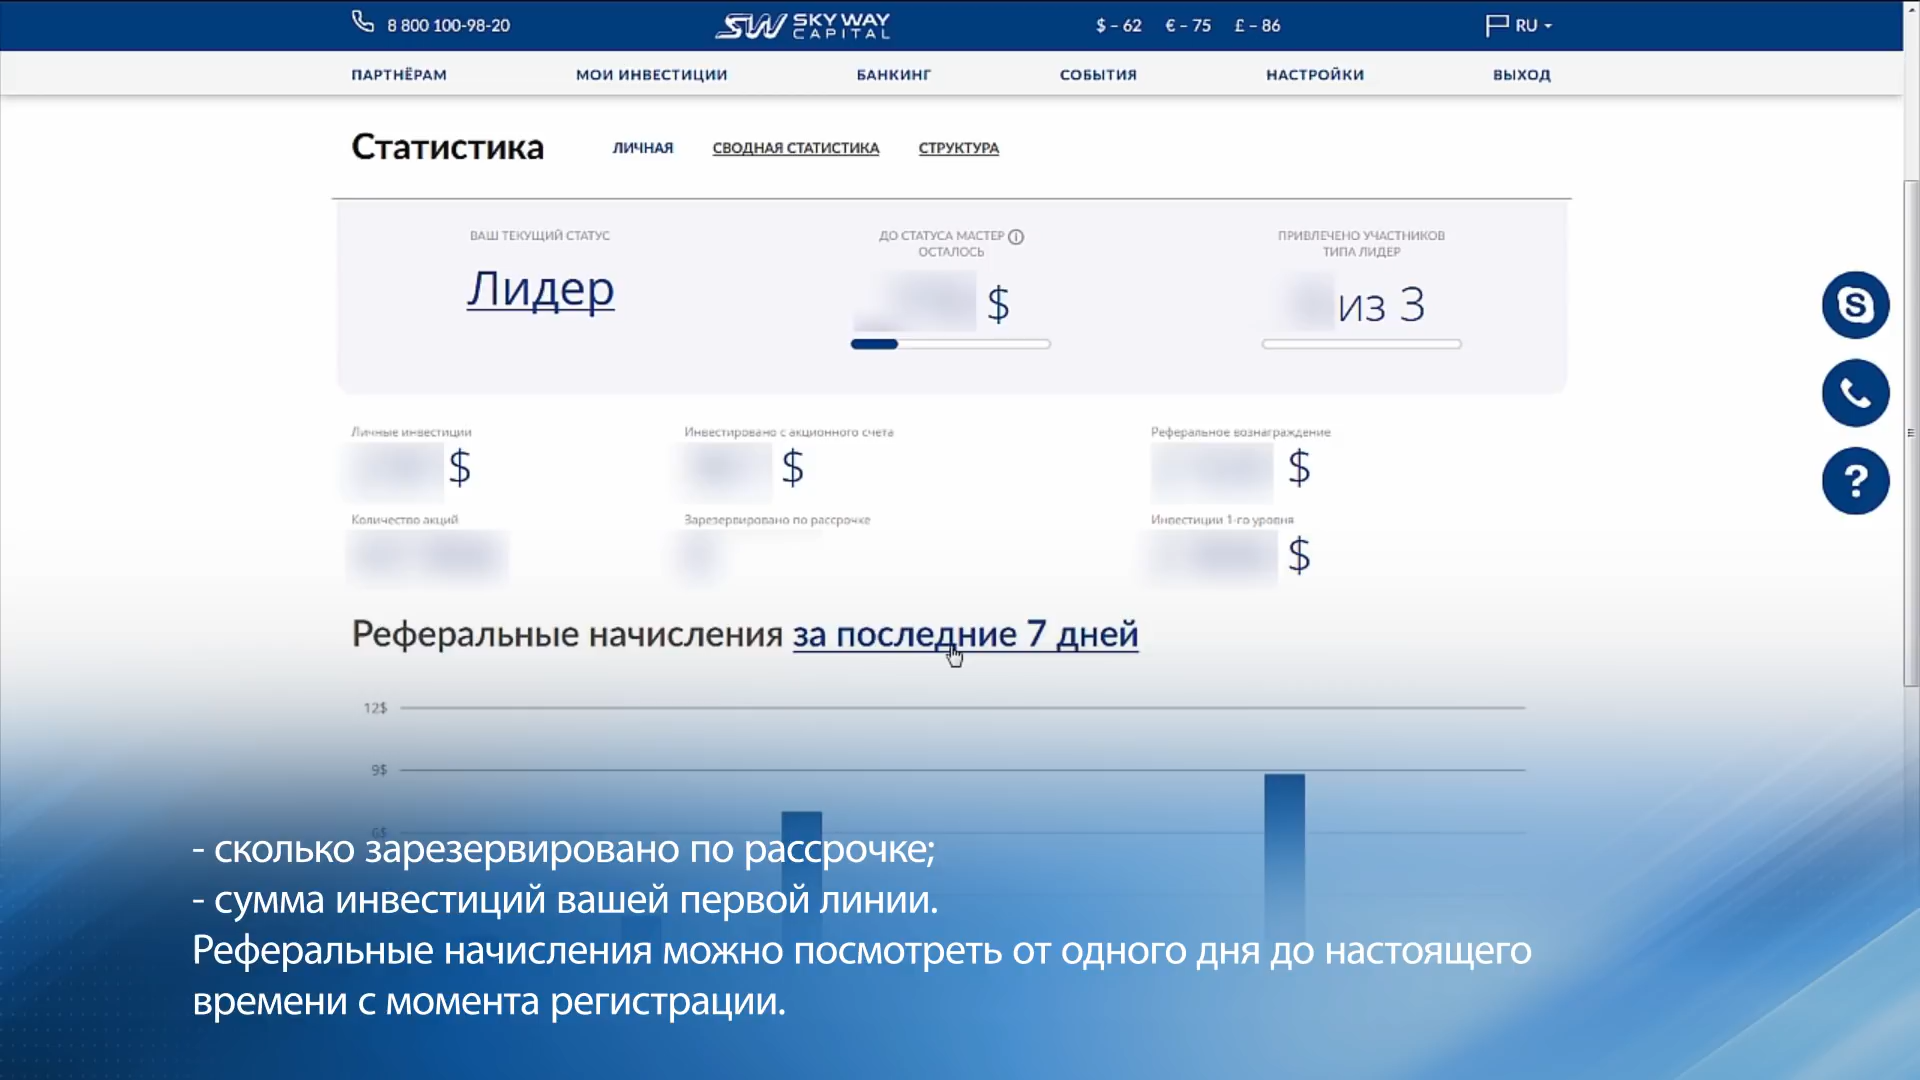 8 800 100-98-20
SW SKY WAY CAPITAL
$ – 62 € – 75 £ – 86
RU
ПАРТНЁРАМ МОИ ИНВЕСТИЦИИ БАНКИНГ СОБЫТИЯ НАСТРОЙКИ ВЫХОД
Статистика ЛИЧНАЯ СВОДНАЯ СТАТИСТИКА СТРУКТУРА
ВАШ ТЕКУЩИЙ СТАТУС
Лидер
ДО СТАТУСА МАСТЕР
ОСТАЛОСЬ
$
ПРИВЛЕЧЕНО УЧАСТНИКОВ
ТИПА ЛИДЕР
из 3
Личные инвестиции
$
Инвестировано с акционного счета
$
Реферальное вознаграждение
$
Количество акций
Зарезервировано по рассрочке
Инвестиции 1-го уровня
$
Реферальные начисления за последние 7 дней
12$
9$
6$
- сколько зарезервировано по рассрочке;
- сумма инвестиций вашей первой линии.
Реферальные начисления можно посмотреть от одного дня до настоящего
времени с момента регистрации.